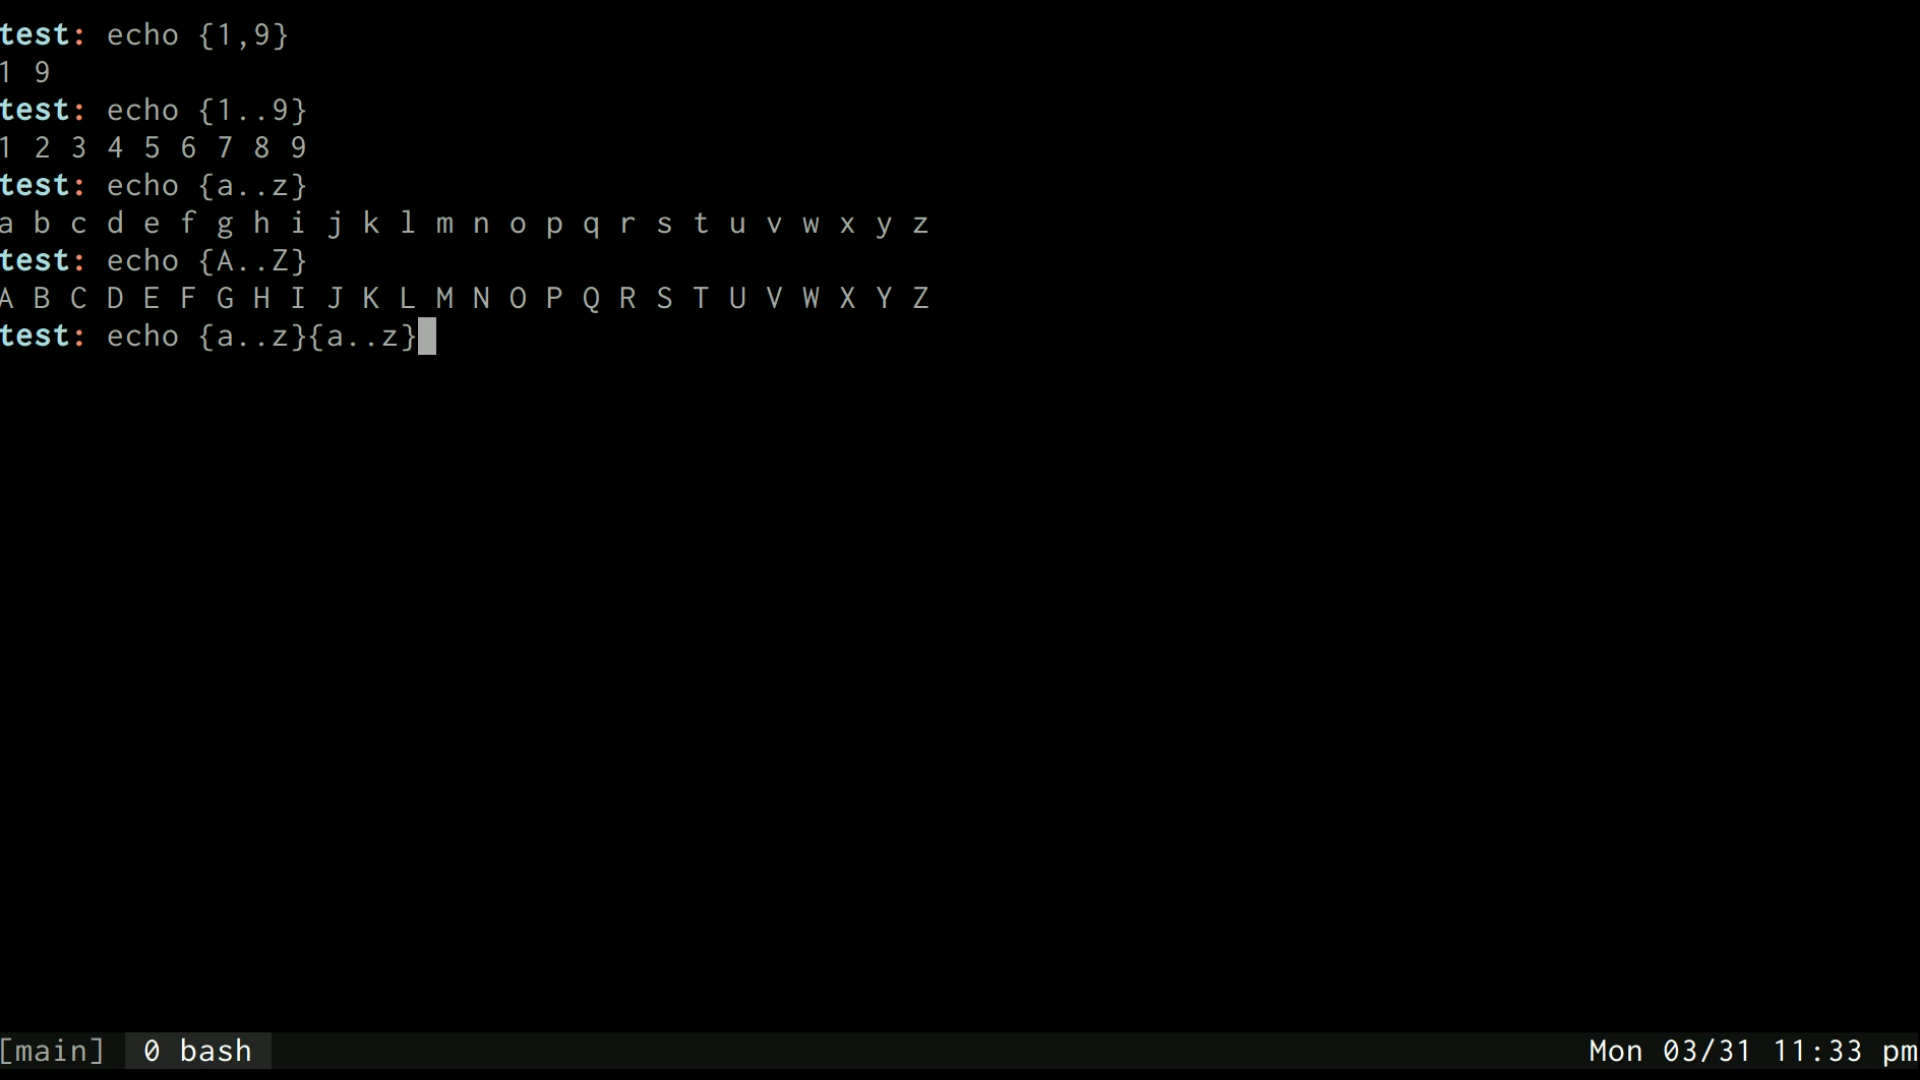 test: echo {1,9}
1 9
test: echo {1..9}
1 2 3 4 5 6 7 8 9
test: echo {a..z}
a b c d e f g h i j k l m n o p q r s t u v w x y z
test: echo {A..Z}
A B C D E F G H I J K L M N O P Q R S T U V W X Y Z
test: echo {a..z}{a..z}
[main] 0 bash Mon 03/31 11:33 pm